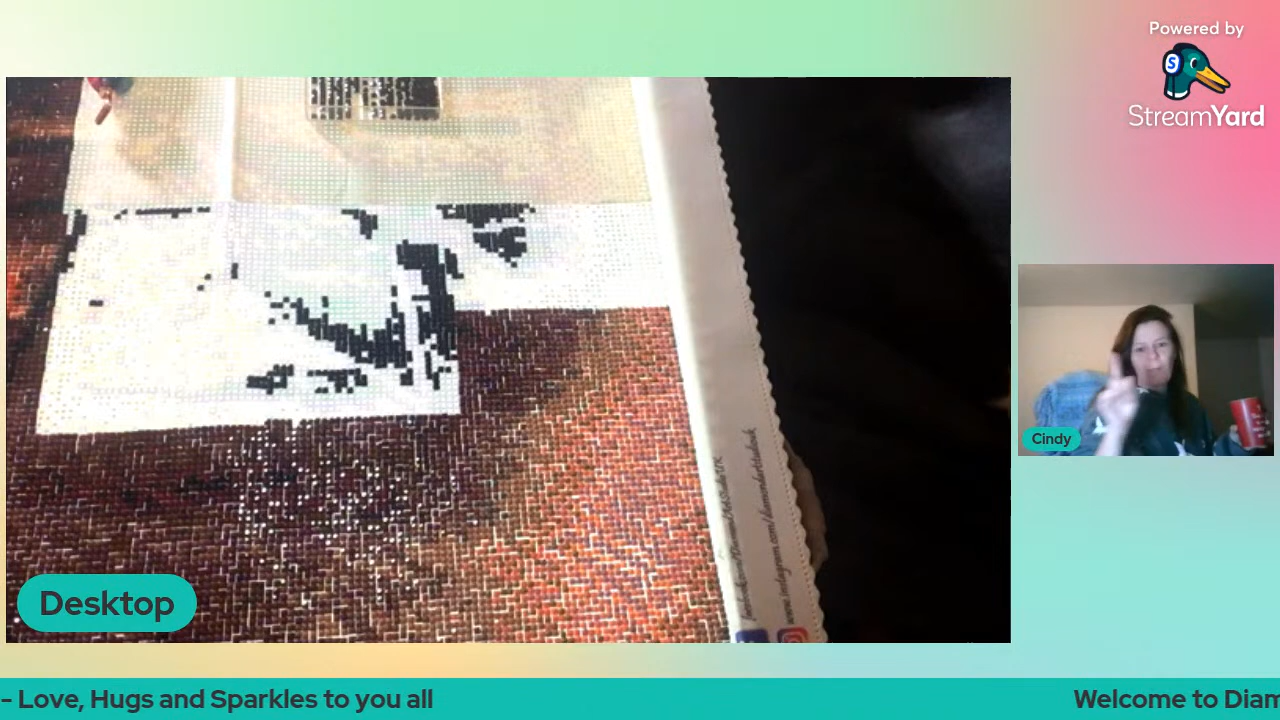 Powered by
StreamYard
Cindy
Desktop
- Love, Hugs and Sparkles to you all
Welcome to Diam